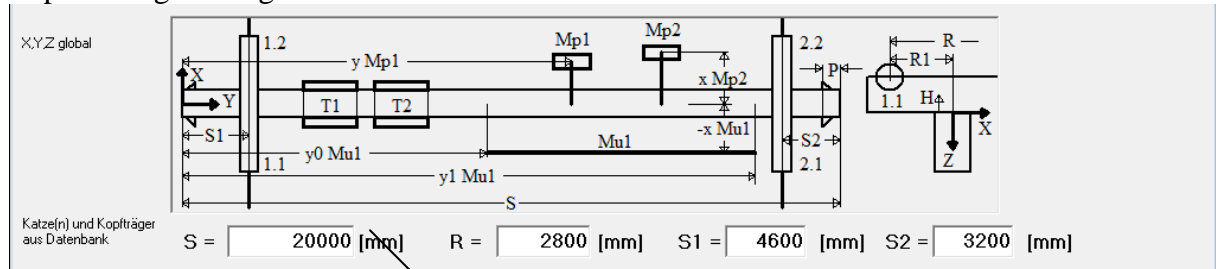 X,Y,Z global
1.2
Mp1
Mp2
2.2
R
y Mp1
P
R1
X
x Mp2
Y
T1
T2
1.1
H
X
S1
-x Mu1
Mu1
S2
y0 Mu1
Z
1.1
y1 Mu1
2.1
S
Katze(n) und Kopfträger
aus Datenbank
S = 20000 [mm] R = 2800 [mm] S1 = 4600 [mm] S2 = 3200 [mm]